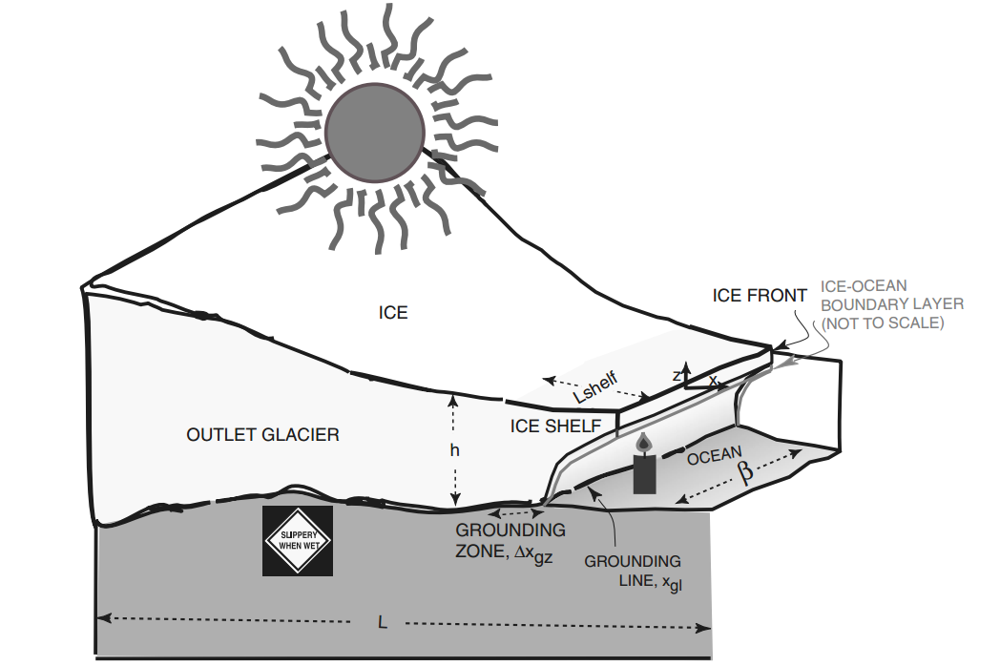 ICE FRONT
ICE-OCEAN
BOUNDARY LAYER
(NOT TO SCALE)
ICE
z
x
Lshelf
ICE SHELF
OUTLET GLACIER
h
OCEAN
β
GROUNDING
ZONE, Δxgz
SLIPPERY
WHEN WET
GROUNDING
LINE, xgl
L